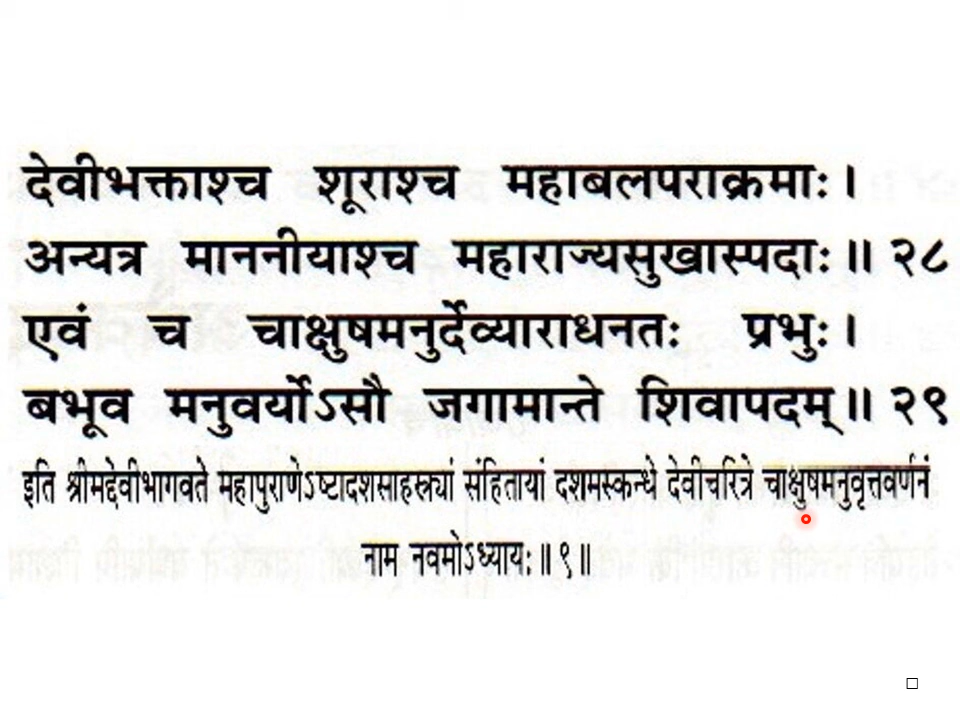 देवीभक्ताश्च शूराश्च महाबलपराक्रमाः।
अन्यत्र माननीयाश्च महाराज्यसुखास्पदाः॥ २८
एवं च चाक्षुषमनुर्देव्याराधनतः प्रभुः।
बभूव मनुवर्योऽसौ जगामान्ते शिवापदम्॥ २९
इति श्रीमद्देवीभागवते महापुराणेऽष्टादशसाहस्र्यां संहितायां दशमस्कन्धे देवीचरित्रे चाक्षुषमनुवृत्तवर्णनं
नाम नवमोऽध्यायः॥ ९॥